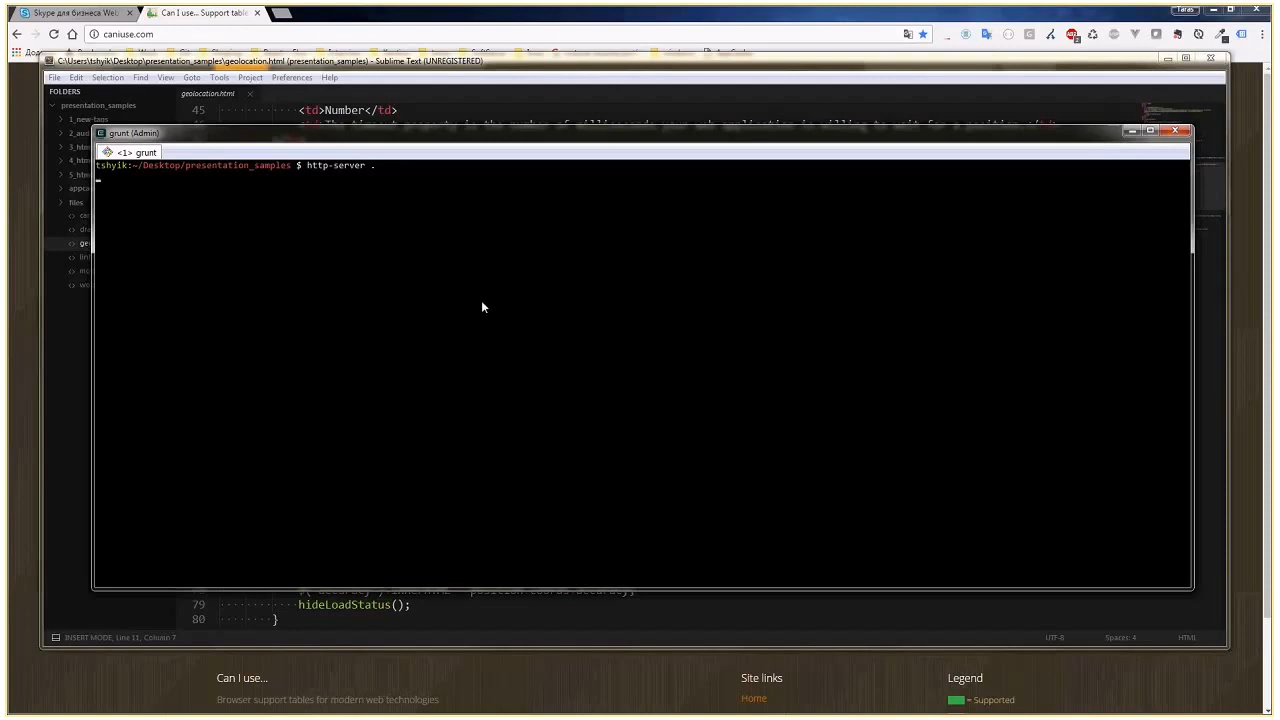 Skype для бизнеса Web
Can I use... Support table
Taras
caniuse.com
C:\Users\tshyik\Desktop\presentation_samples\geolocation.html (presentation_samples) - Sublime Text (UNREGISTERED)
File Edit Selection Find View Goto Tools Project Preferences Help
FOLDERS
geolocation.html
presentation_samples
45 <td>Number</td>
1_new-tags
grunt (Admin)
<1> grunt
tshyik:~/Desktop/presentation_samples $ http-server .
files
79 hideLoadStatus();
80 }
INSERT MODE, Line 11, Column 7
UTF-8
Spaces: 4
HTML
Can I use...
Site links
Legend
Browser support tables for modern web technologies
Home
= Supported